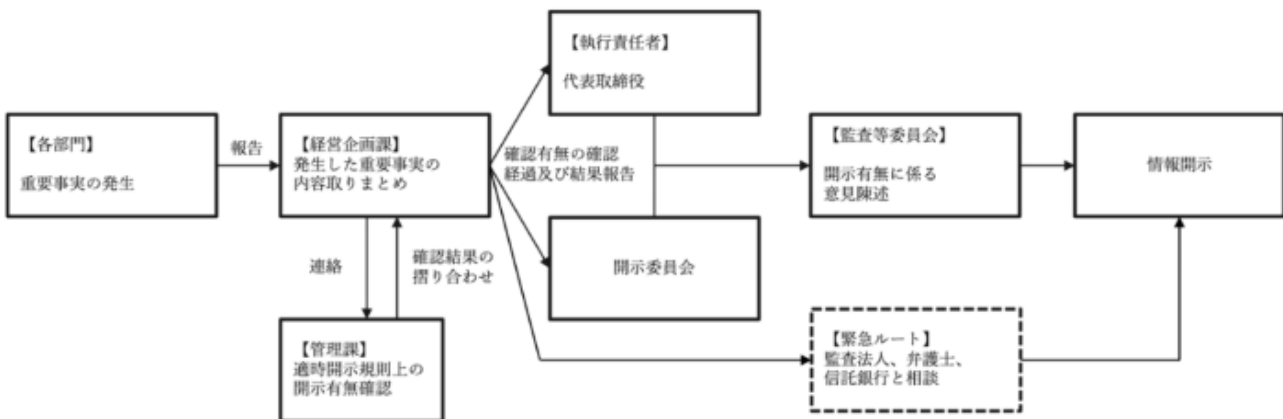 【各部門】
重要事実の発生
報告
【経営企画課】
発生した重要事実の
内容取りまとめ
連絡
確認結果の
摺り合わせ
【管理課】
適時開示規則上の
開示有無確認
確認有無の確認
経過及び結果報告
【執行責任者】
代表取締役
開示委員会
【監査等委員会】
開示有無に係る
意見陳述
【緊急ルート】
監査法人、弁護士、
信託銀行と相談
情報開示